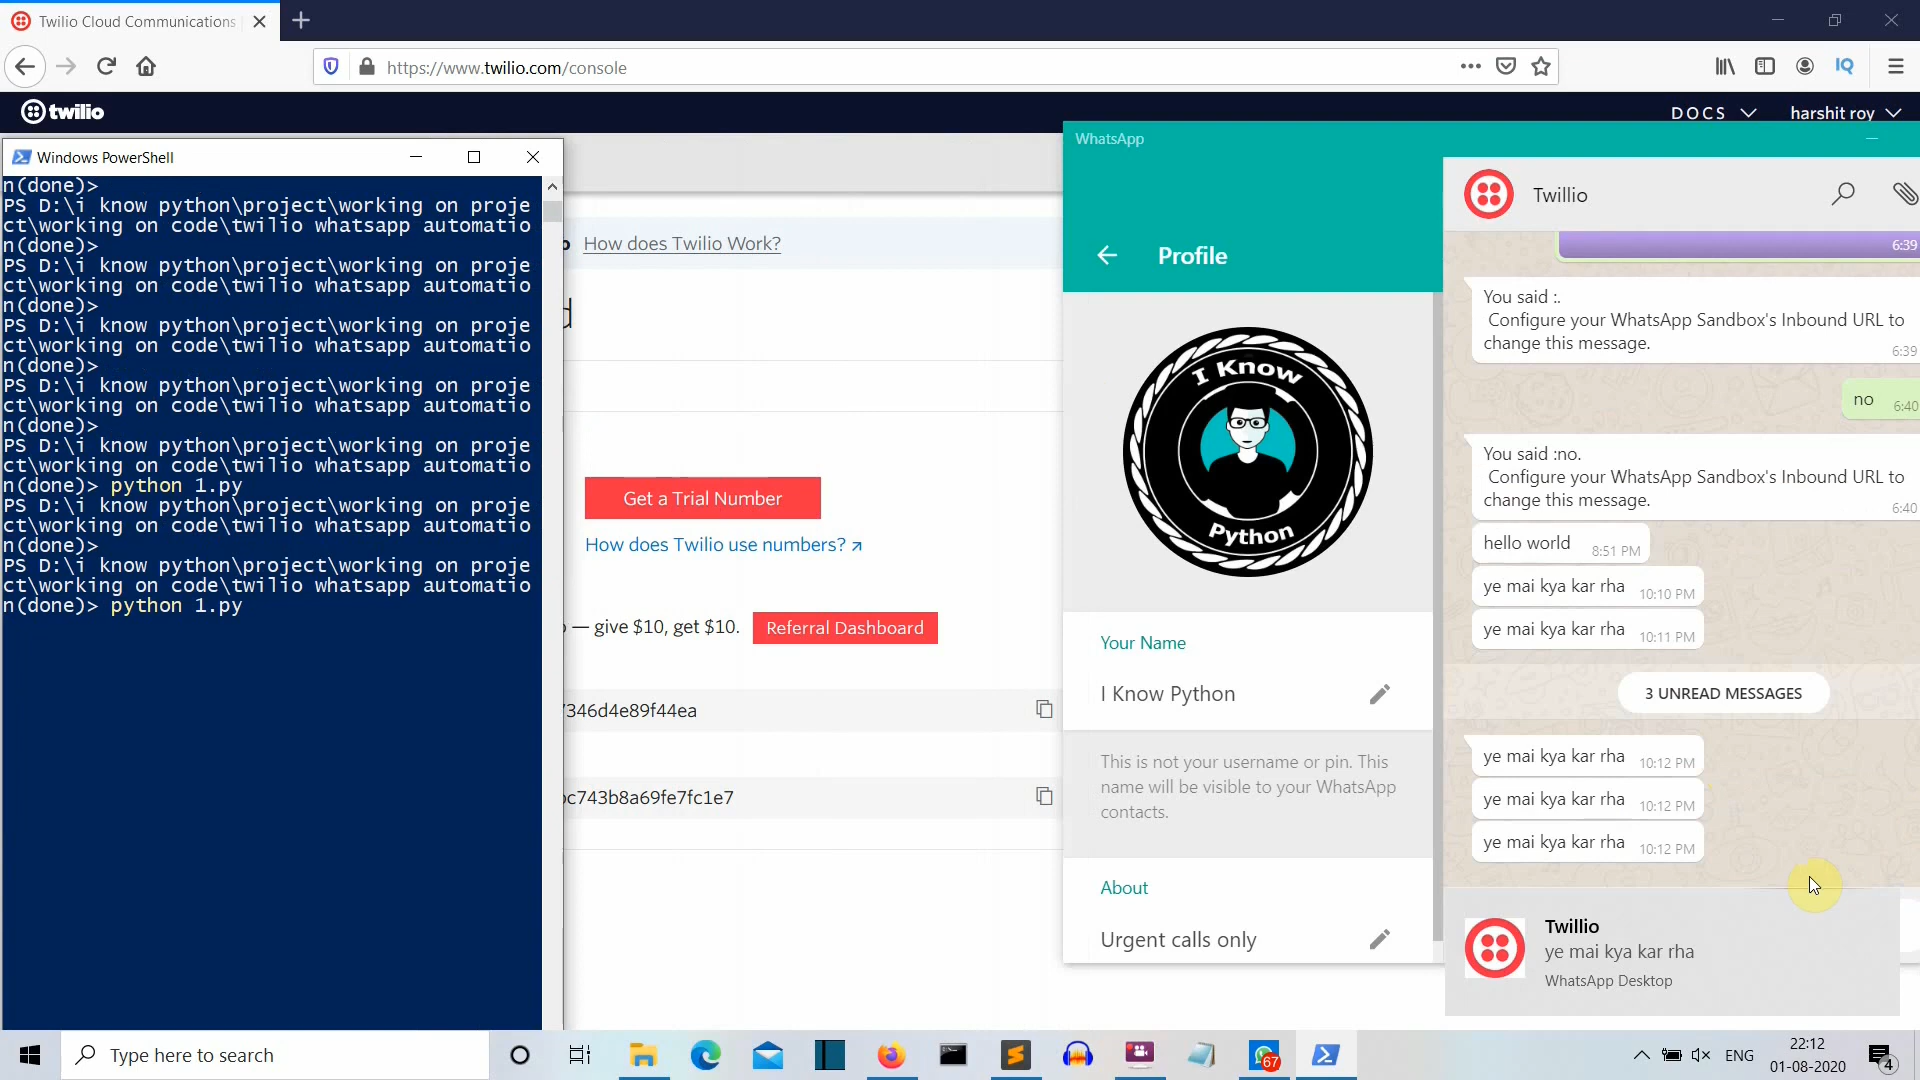 Twilio Cloud Communications
https://www.twilio.com/console
twilio
DOCS
harshit roy
Windows PowerShell
n(done)>
PS D:\i know python\project\working on proje
ct\working on code\twilio whatsapp automatio
n(done)>
PS D:\i know python\project\working on proje
ct\working on code\twilio whatsapp automatio
n(done)>
PS D:\i know python\project\working on proje
ct\working on code\twilio whatsapp automatio
n(done)>
PS D:\i know python\project\working on proje
ct\working on code\twilio whatsapp automatio
n(done)>
PS D:\i know python\project\working on proje
ct\working on code\twilio whatsapp automatio
n(done)> python 1.py
PS D:\i know python\project\working on proje
ct\working on code\twilio whatsapp automatio
n(done)>
PS D:\i know python\project\working on proje
ct\working on code\twilio whatsapp automatio
n(done)> python 1.py
How does Twilio Work?
d
Get a Trial Number
How does Twilio use numbers?
— give $10, get $10.
Referral Dashboard
7346d4e89f44ea
bc743b8a69fe7fc1e7
WhatsApp
Profile
I Know
Python
Your Name
I Know Python
This is not your username or pin. This
name will be visible to your WhatsApp
contacts.
About
Urgent calls only
Twillio
6:39
You said :.
Configure your WhatsApp Sandbox's Inbound URL to
change this message.
6:39
no
6:40
You said :no.
Configure your WhatsApp Sandbox's Inbound URL to
change this message.
6:40
hello world 8:51 PM
ye mai kya kar rha 10:10 PM
ye mai kya kar rha 10:11 PM
3 UNREAD MESSAGES
ye mai kya kar rha 10:12 PM
ye mai kya kar rha 10:12 PM
ye mai kya kar rha 10:12 PM
Twillio
ye mai kya kar rha
WhatsApp Desktop
Type here to search
67
ENG
22:12
01-08-2020
4
IQ